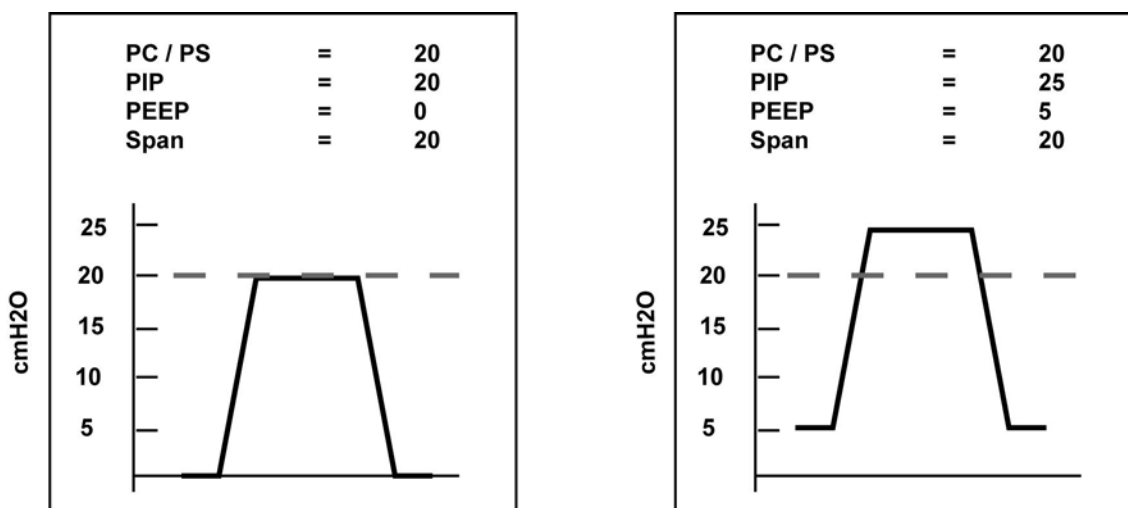 PC / PS = 20
PIP = 20
PEEP = 0
Span = 20
25
20
15
10
5
cmH2O
PC / PS = 20
PIP = 25
PEEP = 5
Span = 20
25
20
15
10
5
cmH2O